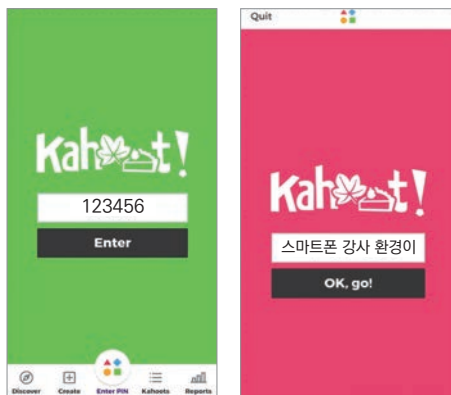 Kahoot!
123456
Enter
Discover
Create
Enter PIN
Kahoots
Reports
Quit
Kahoot!
스마트폰 강사 환경이
OK, go!